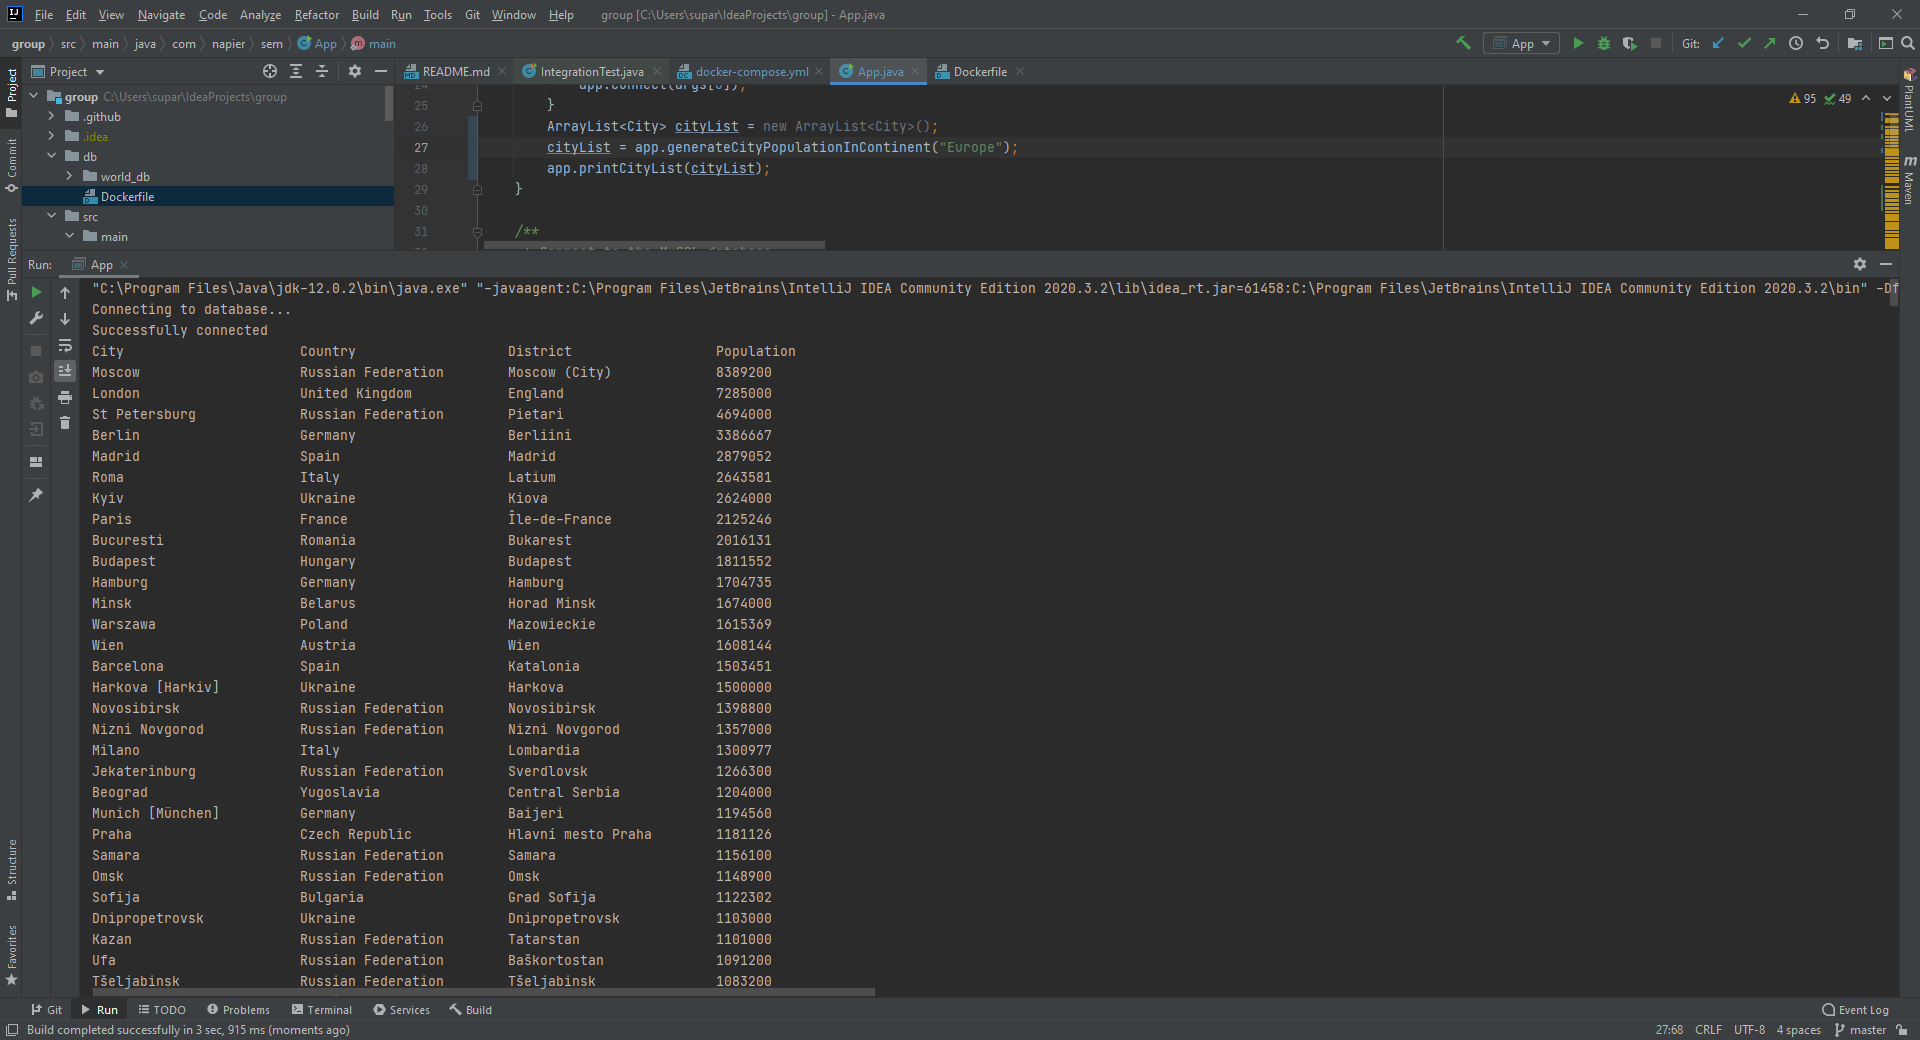 File Edit View Navigate Code Analyze Refactor Build Run Tools Git Window Help group [C:\Users\supar\IdeaProjects\group] - App.java
group src main java com napier sem App main App Git:
Project README.md IntegrationTest.java docker-compose.yml App.java Dockerfile
Project
Commit
Pull Requests
Structure
Favorites
PlantUML
Maven
group C:\Users\supar\IdeaProjects\group
.github
.idea
db
world_db
Dockerfile
src
main
24 app.connect(args[0]);
25 }
26 ArrayList<City> cityList = new ArrayList<City>();
27 cityList = app.generateCityPopulationInContinent("Europe");
28 app.printCityList(cityList);
29 }
30
31 /**
95 49
Run: App
"C:\Program Files\Java\jdk-12.0.2\bin\java.exe" "-javaagent:C:\Program Files\JetBrains\IntelliJ IDEA Community Edition 2020.3.2\lib\idea_rt.jar=61458:C:\Program Files\JetBrains\IntelliJ IDEA Community Edition 2020.3.2\bin" -Df
Connecting to database...
Successfully connected
City Country District Population
Moscow Russian Federation Moscow (City) 8389200
London United Kingdom England 7285000
St Petersburg Russian Federation Pietari 4694000
Berlin Germany Berliini 3386667
Madrid Spain Madrid 2879052
Roma Italy Latium 2643581
Kyiv Ukraine Kiova 2624000
Paris France Île-de-France 2125246
Bucuresti Romania Bukarest 2016131
Budapest Hungary Budapest 1811552
Hamburg Germany Hamburg 1704735
Minsk Belarus Horad Minsk 1674000
Warszawa Poland Mazowieckie 1615369
Wien Austria Wien 1608144
Barcelona Spain Katalonia 1503451
Harkova [Harkiv] Ukraine Harkova 1500000
Novosibirsk Russian Federation Novosibirsk 1398800
Nizni Novgorod Russian Federation Nizni Novgorod 1357000
Milano Italy Lombardia 1300977
Jekaterinburg Russian Federation Sverdlovsk 1266300
Beograd Yugoslavia Central Serbia 1204000
Munich [München] Germany Baijeri 1194560
Praha Czech Republic Hlavní mesto Praha 1181126
Samara Russian Federation Samara 1156100
Omsk Russian Federation Omsk 1148900
Sofija Bulgaria Grad Sofija 1122302
Dnipropetrovsk Ukraine Dnipropetrovsk 1103000
Kazan Russian Federation Tatarstan 1101000
Ufa Russian Federation Baškortostan 1091200
Tšeljabinsk Russian Federation Tšeljabinsk 1083200
Git Run TODO Problems Terminal Services Build Event Log
Build completed successfully in 3 sec, 915 ms (moments ago) 27:68 CRLF UTF-8 4 spaces master